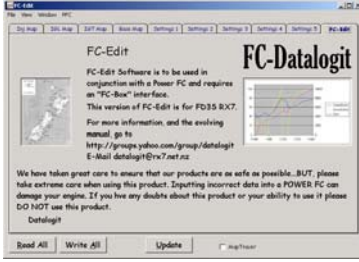 FC-Edit
File View Window PFC
Inj Map IGL Map IGT Map Boost Map Settings 1 Settings 2 Settings 3 Settings 4 Settings 5 FC-Edit
FC-Edit
FC-Datalogit
FC-Edit Software is to be used in
conjunction with a Power FC and requires
an "FC-Box" interface.
This version of FC-Edit is for FD3S RX7.
For more information, and the evolving
manual, go to
http://groups.yahoo.com/group/datalogit
E-Mail datalogit@rx7.net.nz
We have taken great care to ensure that our products are as safe as possible...BUT, please
take extreme care when using this product. Inputting incorrect data into a POWER FC can
damage your engine. If you hve any doubts about this product or your ability to use it please
DO NOT use this product.
Datalogit
Read All Write All Update MapTracer